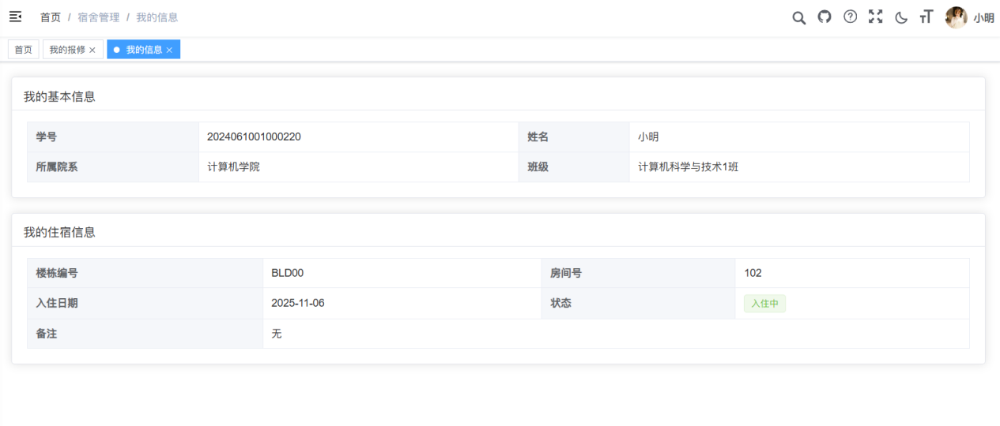 首页 / 宿舍管理 / 我的信息 小明
首页 我的报修 × 我的信息 ×
我的基本信息
学号 2024061001000220 姓名 小明
所属院系 计算机学院 班级 计算机科学与技术1班
我的住宿信息
楼栋编号 BLD00 房间号 102
入住日期 2025-11-06 状态 入住中
备注 无